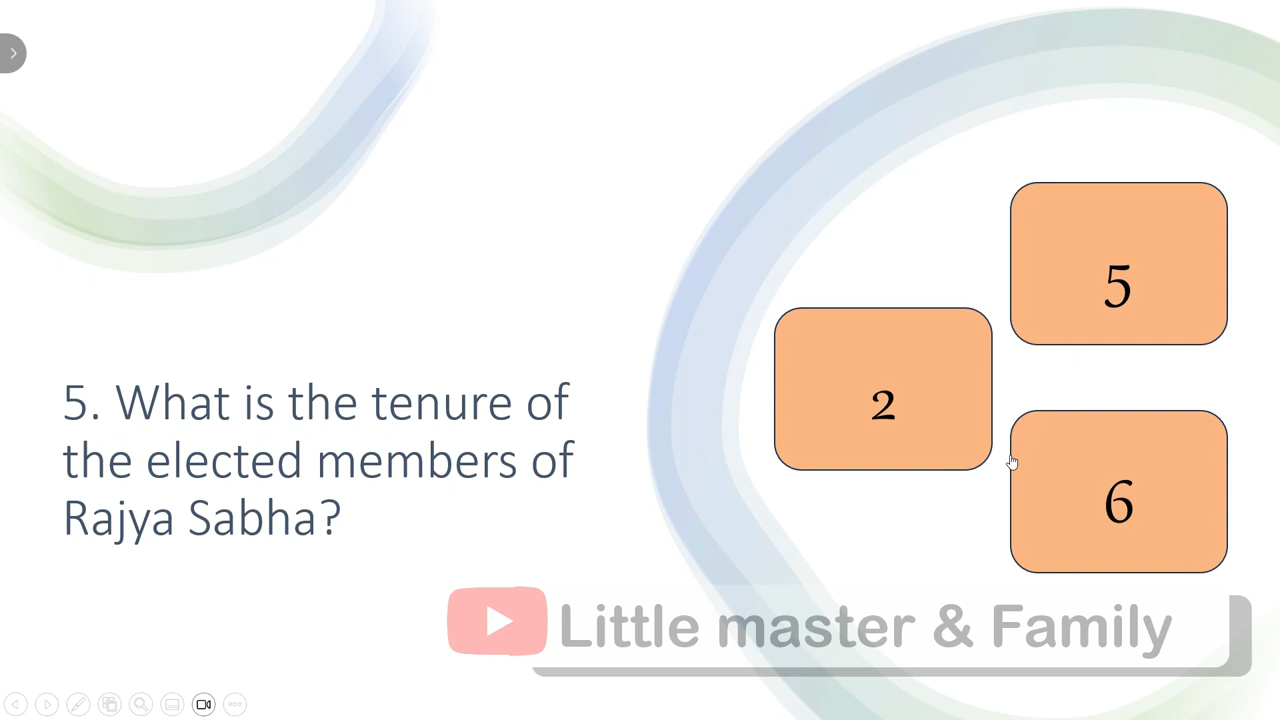 5. What is the tenure of
the elected members of
Rajya Sabha?
5
2
6
Little master & Family